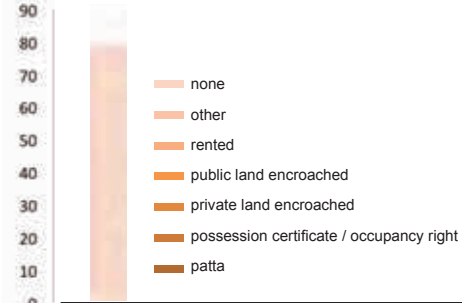 90
80
70
60
50
40
30
20
10
0
none
other
rented
public land encroached
private land encroached
possession certificate / occupancy right
patta